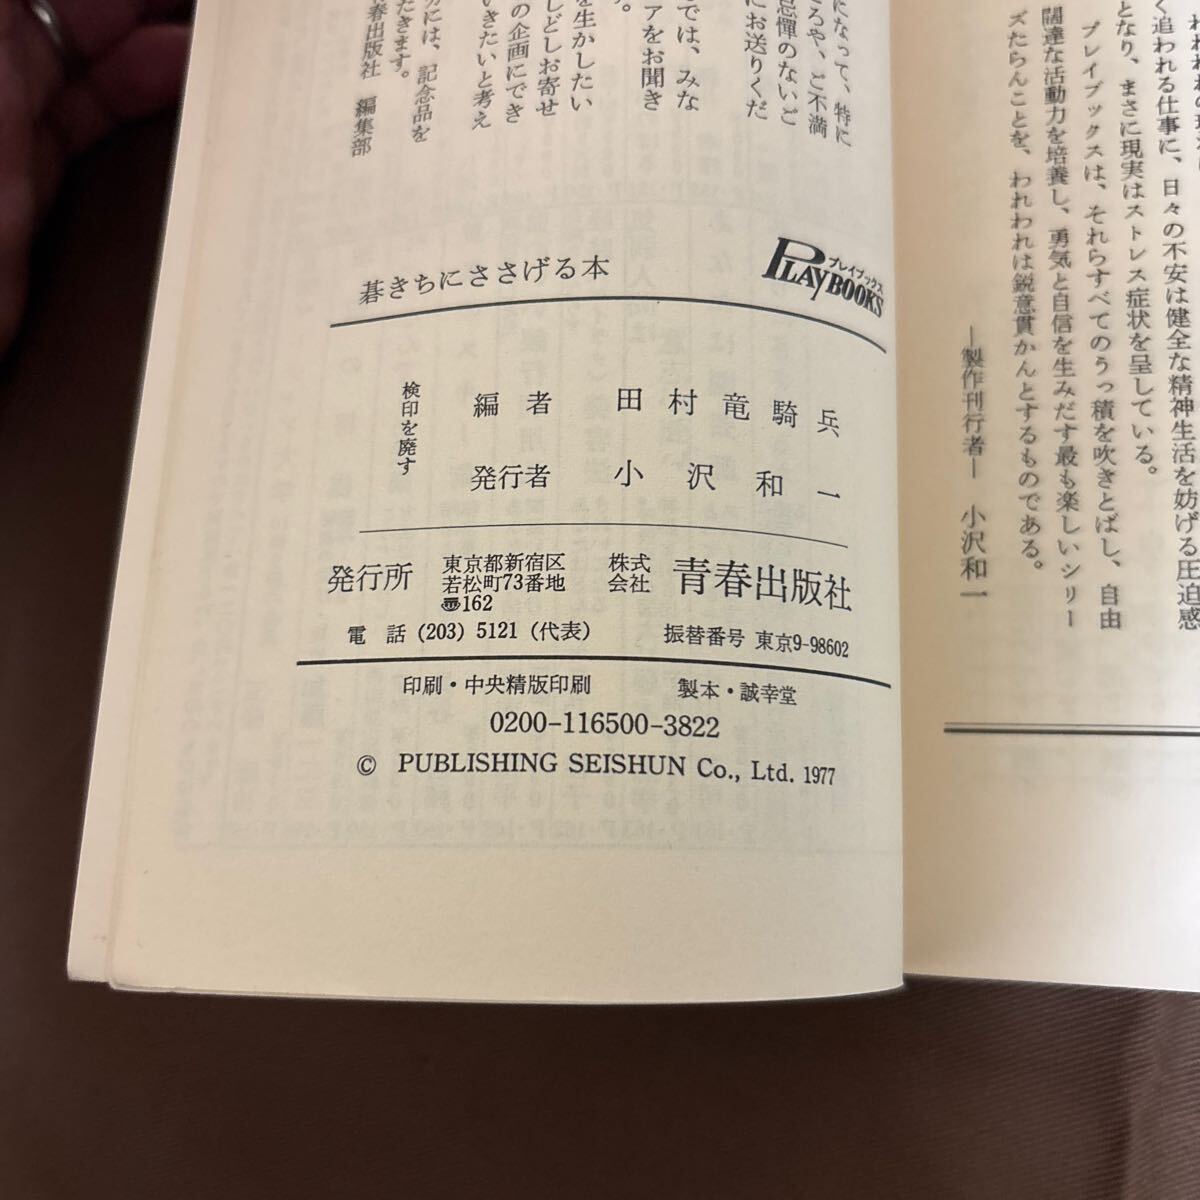 く追われる仕事に、日々の不安は健全な精神生活を妨げる圧迫感
となり、まさに現実はストレス症状を呈している。
プレイブックスは、それらすべてのうっ積を吹きとばし、自由
闊達な活動力を培養し、勇気と自信を生みだす最も楽しいシリー
ズたらんことを、われわれは鋭意貫かんとするものである。
―製作刊行者― 小沢和一
になって、特に
ころや、ご不満
忌憚のないご
にお送りくだ
では、みな
アをお聞き
す。
を生かしたい
しどしお寄せ
の企画にでき
いきたいと考え
には、記念品を
たきます。
春出版社 編集部
プレイブックス
PLAYBOOKS
碁きちにささげる本
検印を廃す
編者 田村竜騎兵
発行者 小沢和一
発行所
東京都新宿区
若松町73番地
〠162
株式
会社
青春出版社
電話 (203) 5121 (代表) 振替番号 東京9-98602
印刷・中央精版印刷 製本・誠幸堂
0200-116500-3822
© PUBLISHING SEISHUN Co., Ltd. 1977